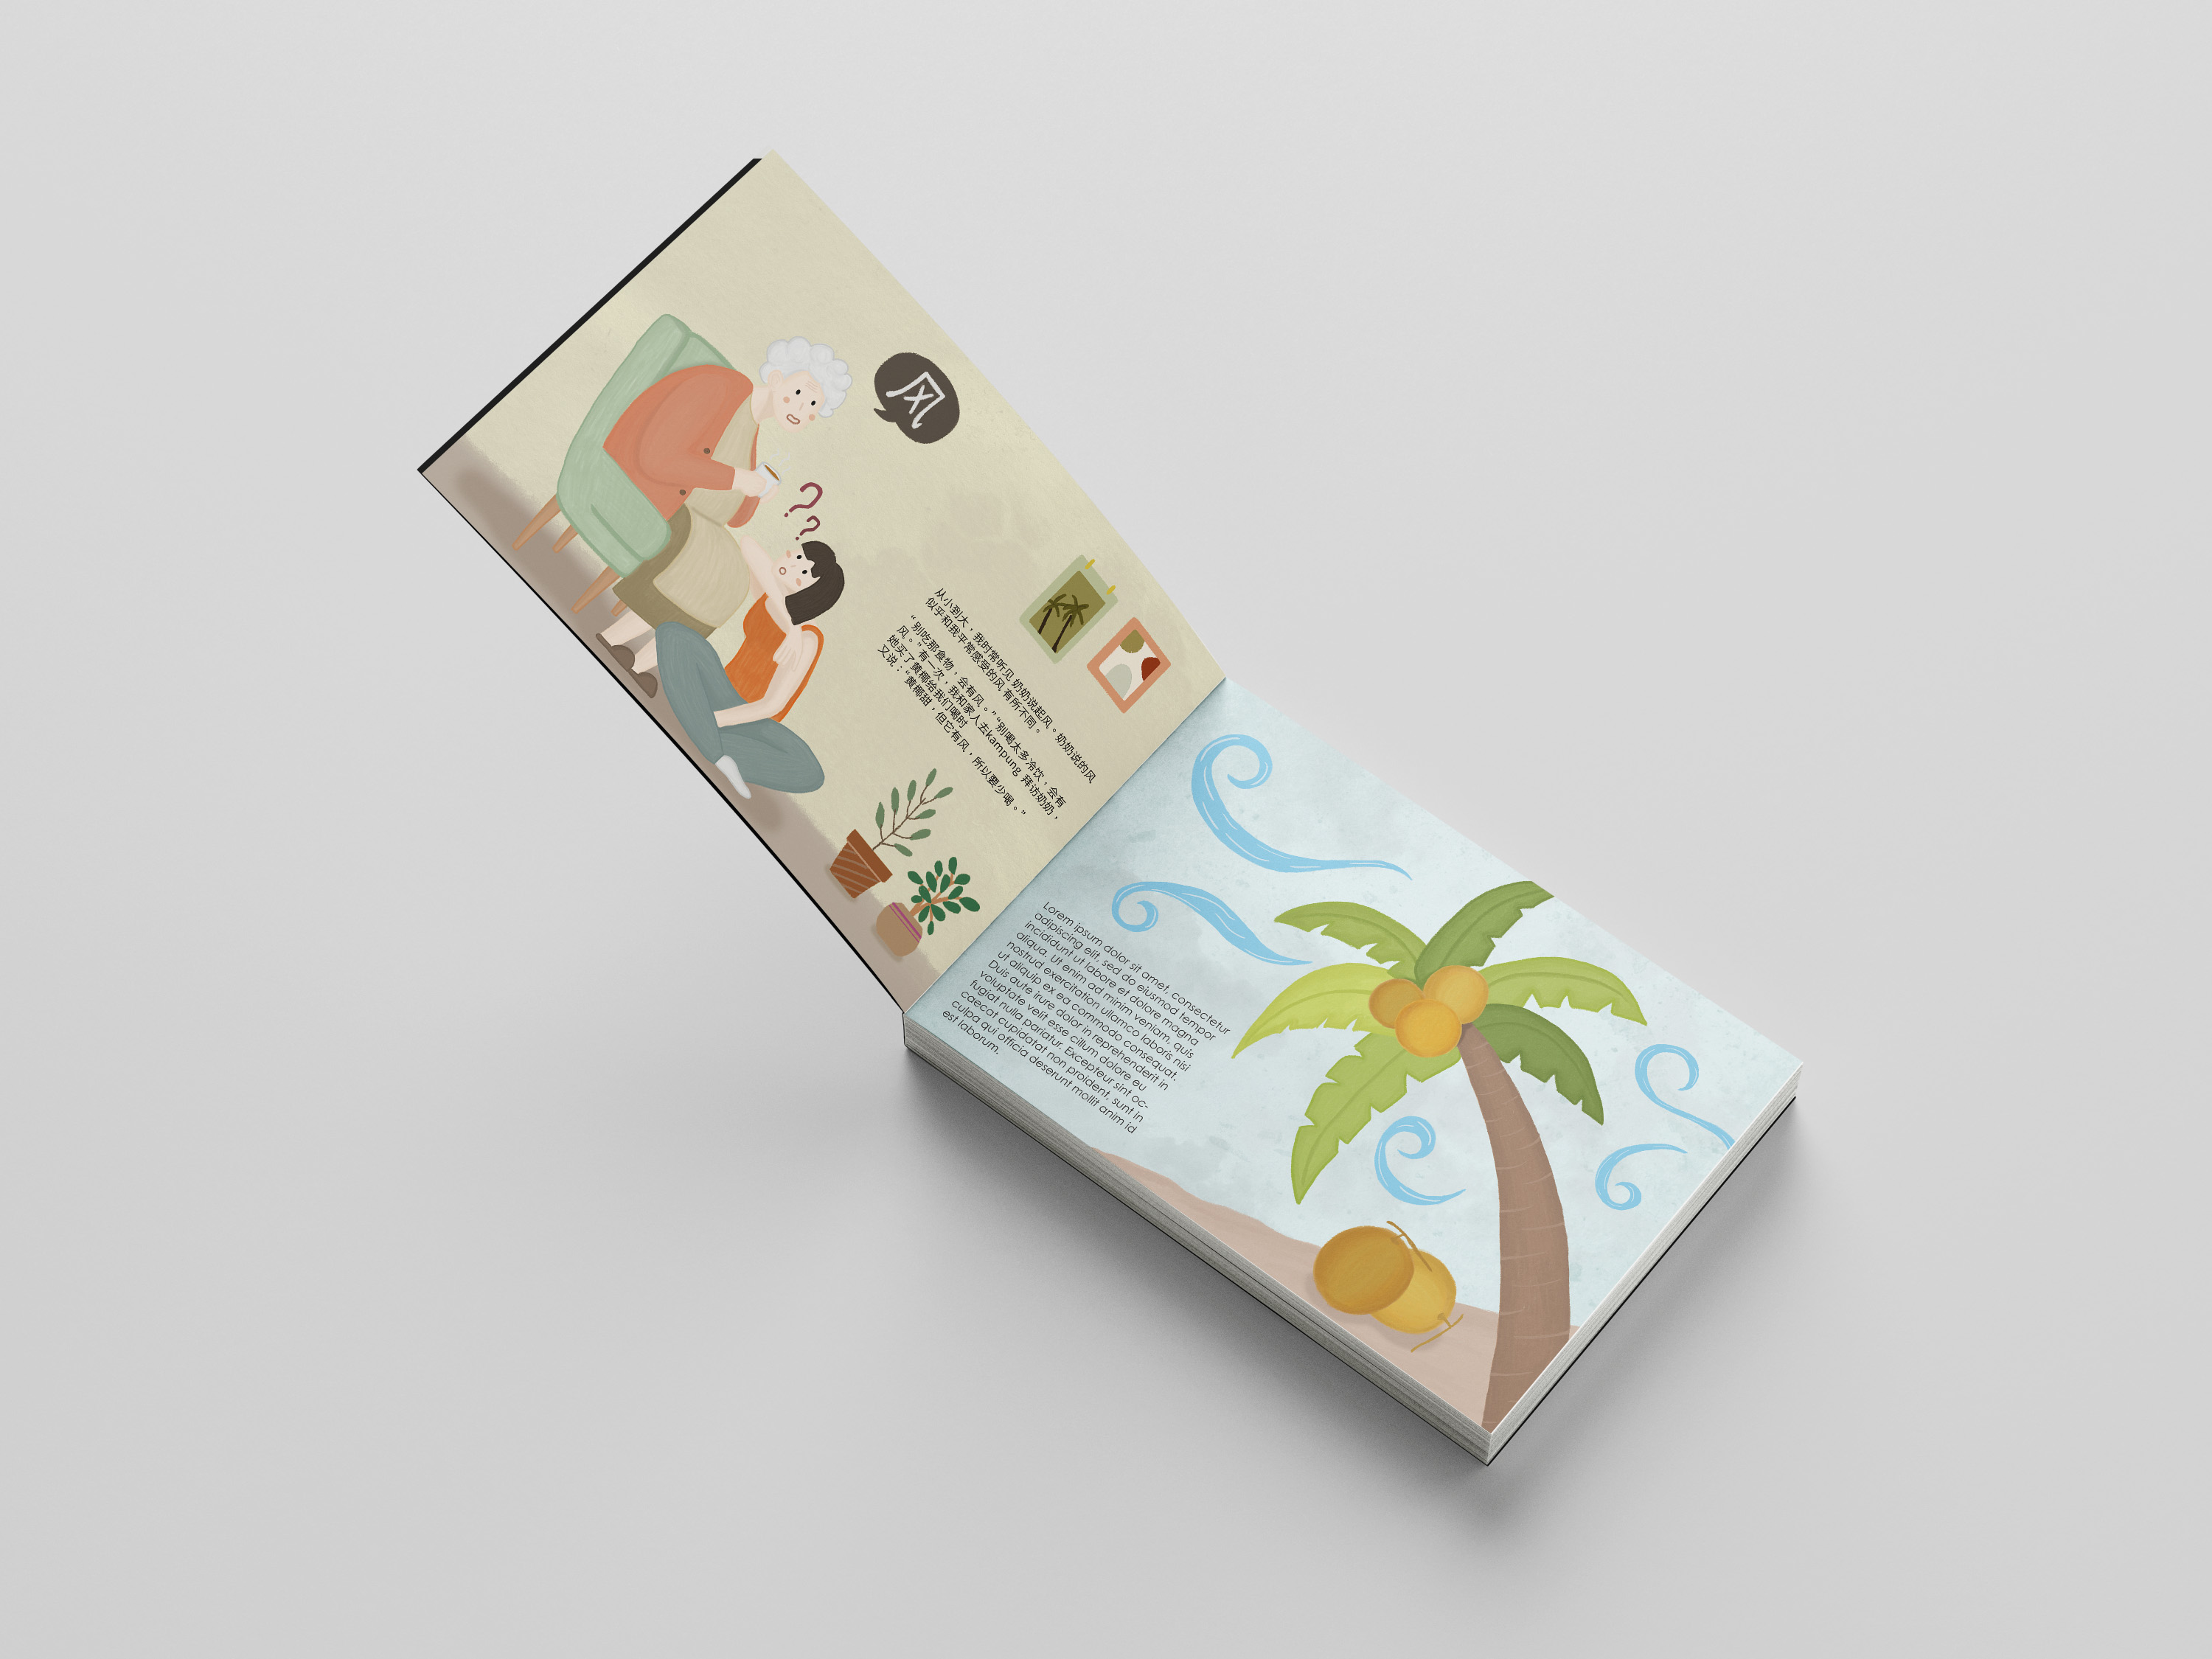 风
??
从小到大，我时常听见 奶奶说起风。奶奶说的风
似乎和我平常感受的风 有所不同。
“别吃那食物，会有风。” “别喝太多冷饮，会有
风。” 有一次，我和家人去kampung 拜访奶奶，
她买了黄椰给我们喝时
又说：“黄椰甜，但它有风，所以要少喝。”
Lorem ipsum dolor sit amet, consectetur
adipiscing elit, sed do eiusmod tempor
incididunt ut labore et dolore magna
aliqua. Ut enim ad minim veniam, quis
nostrud exercitation ullamco laboris nisi
ut aliquip ex ea commodo consequat.
Duis aute irure dolor in reprehenderit in
voluptate velit esse cillum dolore eu
fugiat nulla pariatur. Excepteur sint oc-
caecat cupidatat non proident, sunt in
culpa qui officia deserunt mollit anim id
est laborum.